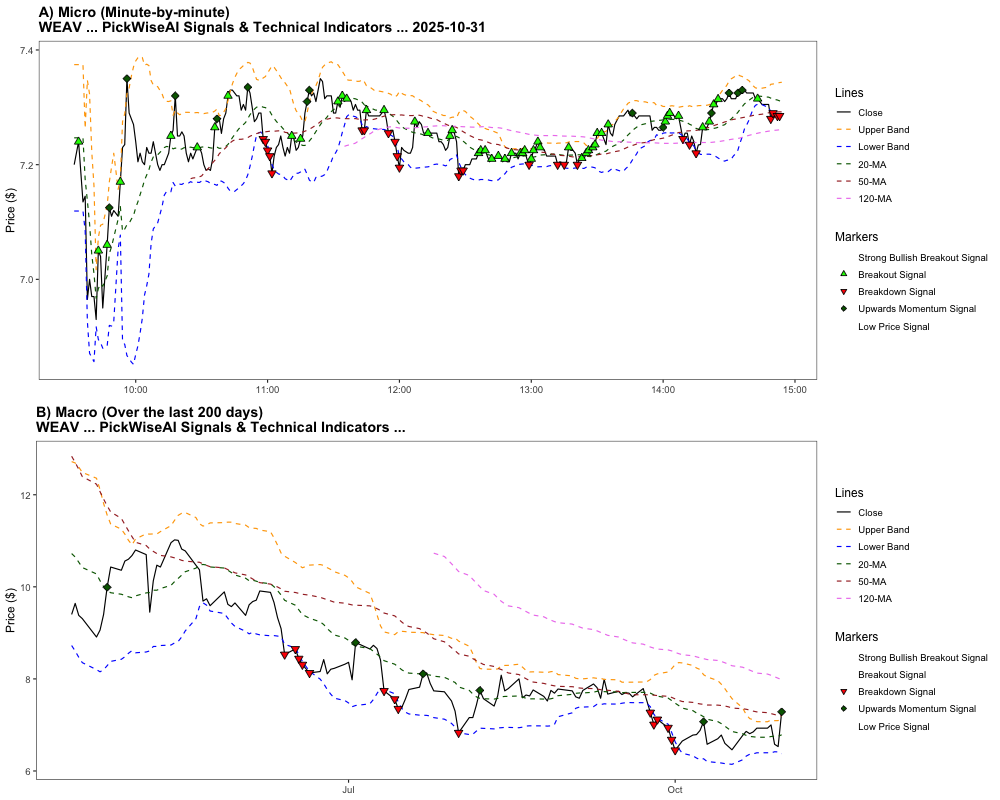 A) Micro (Minute-by-minute)
WEAV ... PickWiseAI Signals & Technical Indicators ... 2025-10-31
7.4
7.2
7.0
Price ($)
10:00
11:00
12:00
13:00
14:00
15:00
Lines
Close
Upper Band
Lower Band
20-MA
50-MA
120-MA
Markers
Strong Bullish Breakout Signal
Breakout Signal
Breakdown Signal
Upwards Momentum Signal
Low Price Signal
B) Macro (Over the last 200 days)
WEAV ... PickWiseAI Signals & Technical Indicators ...
12
10
8
6
Price ($)
Jul
Oct
Lines
Close
Upper Band
Lower Band
20-MA
50-MA
120-MA
Markers
Strong Bullish Breakout Signal
Breakout Signal
Breakdown Signal
Upwards Momentum Signal
Low Price Signal